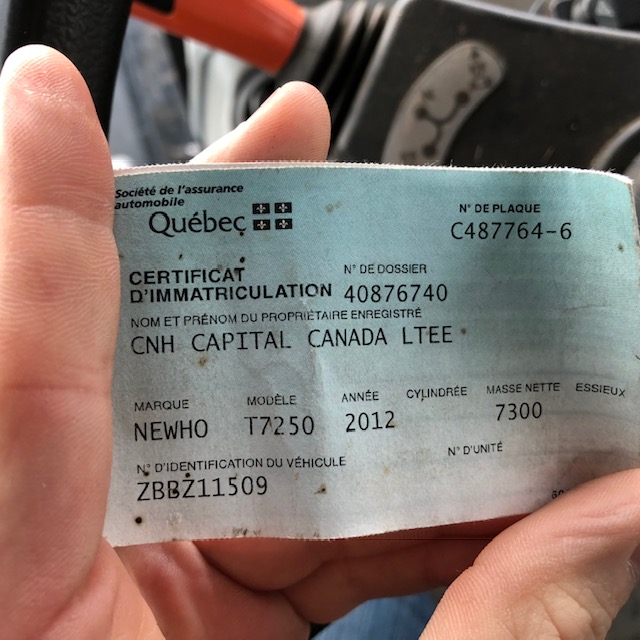 Société de l'assurance
automobile
Québec
N° DE PLAQUE
C487764-6
CERTIFICAT
D'IMMATRICULATION
N° DE DOSSIER
40876740
NOM ET PRÉNOM DU PROPRIÉTAIRE ENREGISTRÉ
CNH CAPITAL CANADA LTEE
MARQUE MODÈLE ANNÉE CYLINDRÉE MASSE NETTE ESSIEUX
NEWHO T7250 2012 7300
N° D'IDENTIFICATION DU VÉHICULE N° D'UNITÉ
ZBBZ11509